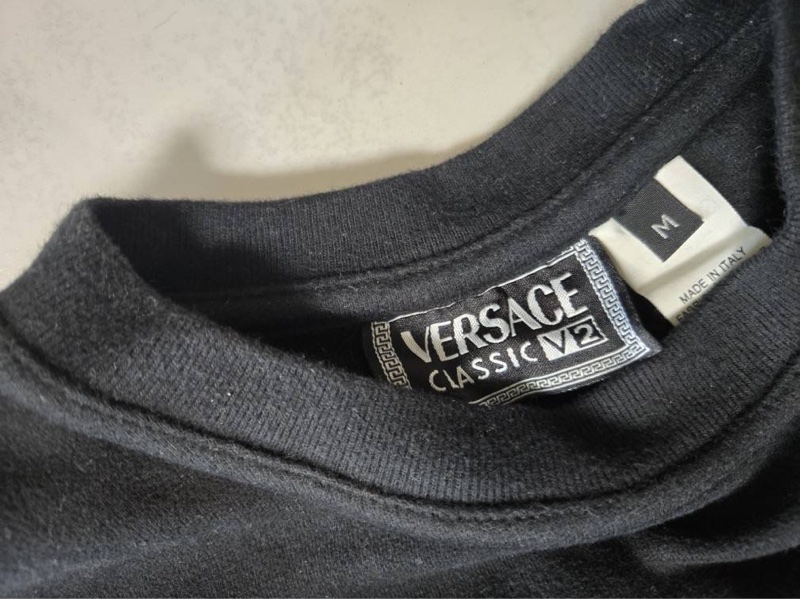 VERSACE
CLASSIC V2
M
MADE IN ITALY